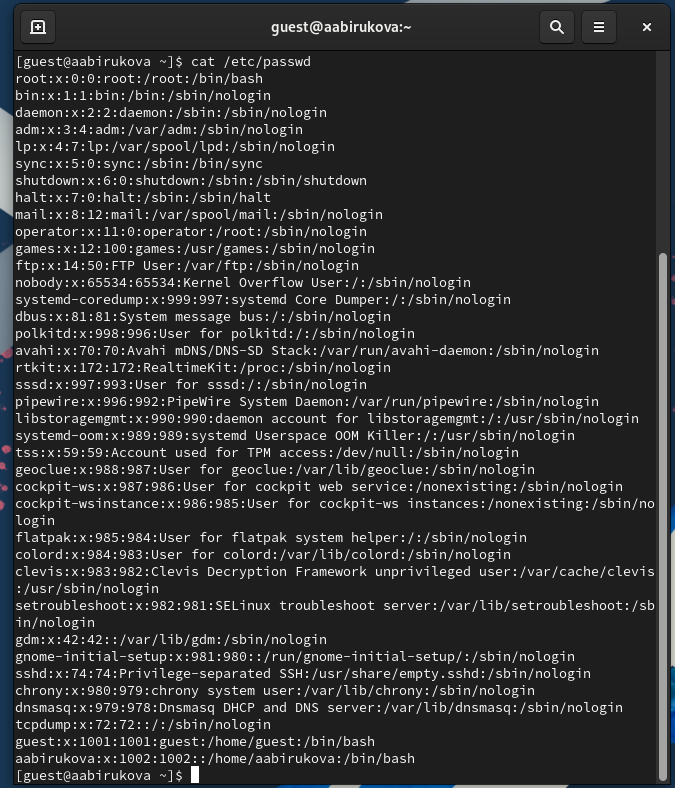 guest@aabirukova:~
[guest@aabirukova ~]$ cat /etc/passwd
root:x:0:0:root:/root:/bin/bash
bin:x:1:1:bin:/bin:/sbin/nologin
daemon:x:2:2:daemon:/sbin:/sbin/nologin
adm:x:3:4:adm:/var/adm:/sbin/nologin
lp:x:4:7:lp:/var/spool/lpd:/sbin/nologin
sync:x:5:0:sync:/sbin:/bin/sync
shutdown:x:6:0:shutdown:/sbin:/sbin/shutdown
halt:x:7:0:halt:/sbin:/sbin/halt
mail:x:8:12:mail:/var/spool/mail:/sbin/nologin
operator:x:11:0:operator:/root:/sbin/nologin
games:x:12:100:games:/usr/games:/sbin/nologin
ftp:x:14:50:FTP User:/var/ftp:/sbin/nologin
nobody:x:65534:65534:Kernel Overflow User:/:/sbin/nologin
systemd-coredump:x:999:997:systemd Core Dumper:/:/sbin/nologin
dbus:x:81:81:System message bus:/:/sbin/nologin
polkitd:x:998:996:User for polkitd:/:/sbin/nologin
avahi:x:70:70:Avahi mDNS/DNS-SD Stack:/var/run/avahi-daemon:/sbin/nologin
rtkit:x:172:172:RealtimeKit:/proc:/sbin/nologin
sssd:x:997:993:User for sssd:/:/sbin/nologin
pipewire:x:996:992:PipeWire System Daemon:/var/run/pipewire:/sbin/nologin
libstoragemgmt:x:990:990:daemon account for libstoragemgmt:/:/usr/sbin/nologin
systemd-oom:x:989:989:systemd Userspace OOM Killer:/:/usr/sbin/nologin
tss:x:59:59:Account used for TPM access:/dev/null:/sbin/nologin
geoclue:x:988:987:User for geoclue:/var/lib/geoclue:/sbin/nologin
cockpit-ws:x:987:986:User for cockpit web service:/nonexisting:/sbin/nologin
cockpit-wsinstance:x:986:985:User for cockpit-ws instances:/nonexisting:/sbin/no
login
flatpak:x:985:984:User for flatpak system helper:/:/sbin/nologin
colord:x:984:983:User for colord:/var/lib/colord:/sbin/nologin
clevis:x:983:982:Clevis Decryption Framework unprivileged user:/var/cache/clevis
:/usr/sbin/nologin
setroubleshoot:x:982:981:SELinux troubleshoot server:/var/lib/setroubleshoot:/sb
in/nologin
gdm:x:42:42::/var/lib/gdm:/sbin/nologin
gnome-initial-setup:x:981:980::/run/gnome-initial-setup/:/sbin/nologin
sshd:x:74:74:Privilege-separated SSH:/usr/share/empty.sshd:/sbin/nologin
chrony:x:980:979:chrony system user:/var/lib/chrony:/sbin/nologin
dnsmasq:x:979:978:Dnsmasq DHCP and DNS server:/var/lib/dnsmasq:/sbin/nologin
tcpdump:x:72:72::/:/sbin/nologin
guest:x:1001:1001:guest:/home/guest:/bin/bash
aabirukova:x:1002:1002::/home/aabirukova:/bin/bash
[guest@aabirukova ~]$